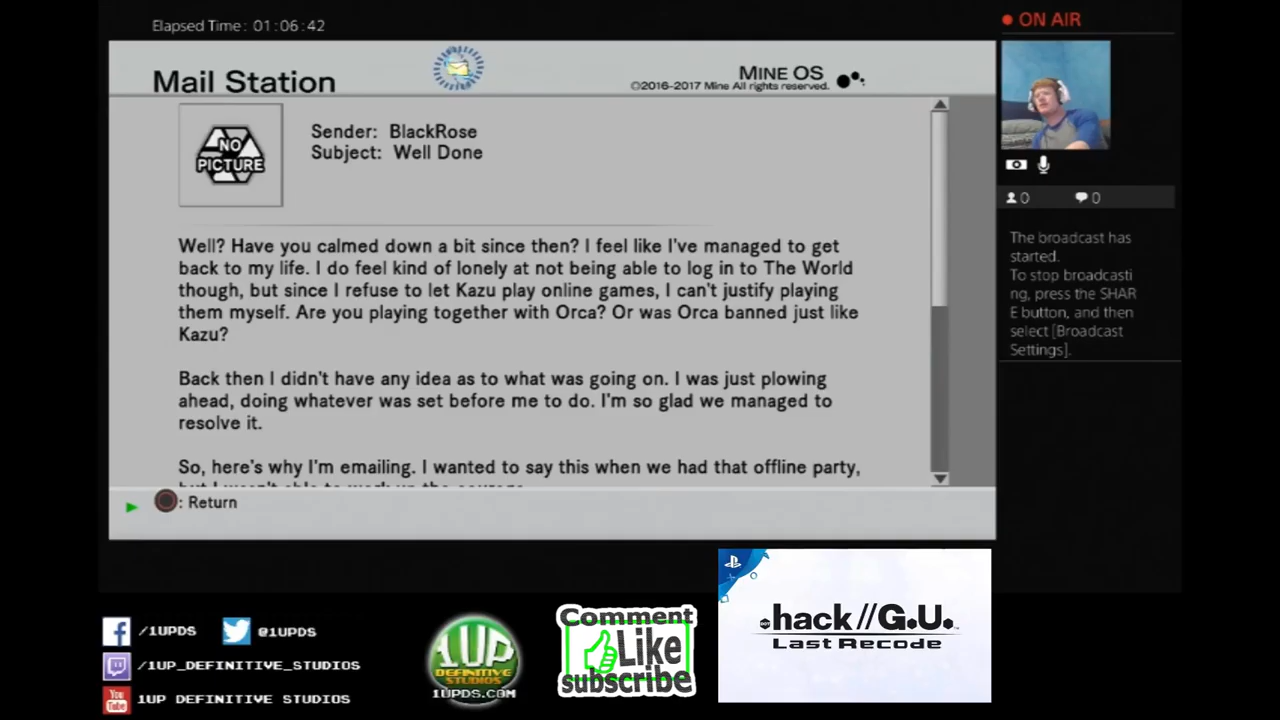 Elapsed Time: 01:06:42
ON AIR
Mail Station
MINE OS
©2016-2017 Mine All rights reserved.
NO
PICTURE
Sender: BlackRose
Subject: Well Done
0
0
Well? Have you calmed down a bit since then? I feel like I've managed to get
back to my life. I do feel kind of lonely at not being able to log in to The World
though, but since I refuse to let Kazu play online games, I can't justify playing
them myself. Are you playing together with Orca? Or was Orca banned just like
Kazu?
Back then I didn't have any idea as to what was going on. I was just plowing
ahead, doing whatever was set before me to do. I'm so glad we managed to
resolve it.
So, here's why I'm emailing. I wanted to say this when we had that offline party,
: Return
The broadcast has
started.
To stop broadcasti
ng, press the SHAR
E button, and then
select [Broadcast
Settings].
/1UPDS
@1UPDS
/1UP_DEFINITIVE_STUDIOS
You
Tube
1UP DEFINITIVE STUDIOS
1UP
DEFINITIVE
STUDIOS
1UPDS.COM
Comment
Like
subscribe
.hack//G.U.
Last Recode